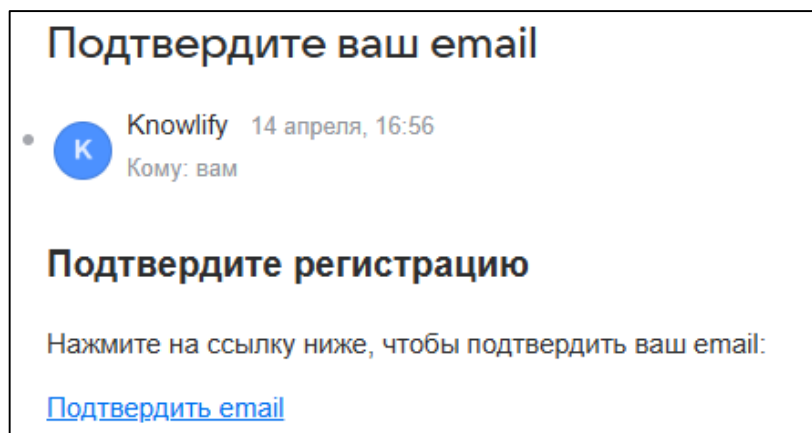 Подтвердите ваш email
Knowlify 14 апреля, 16:56
K
Кому: вам
Подтвердите регистрацию
Нажмите на ссылку ниже, чтобы подтвердить ваш email:
Подтвердить email